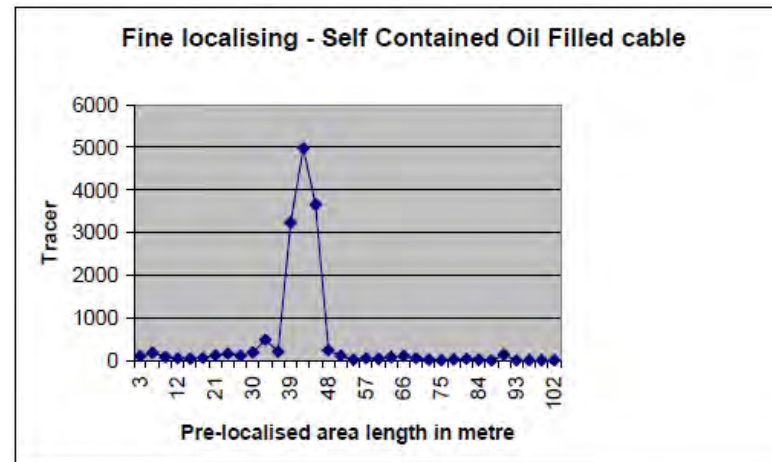 Fine localising - Self Contained Oil Filled cable
6000
5000
4000
3000
2000
1000
0
Tracer
3 12 21 30 39 48 57 66 75 84 93 102
Pre-localised area length in metre